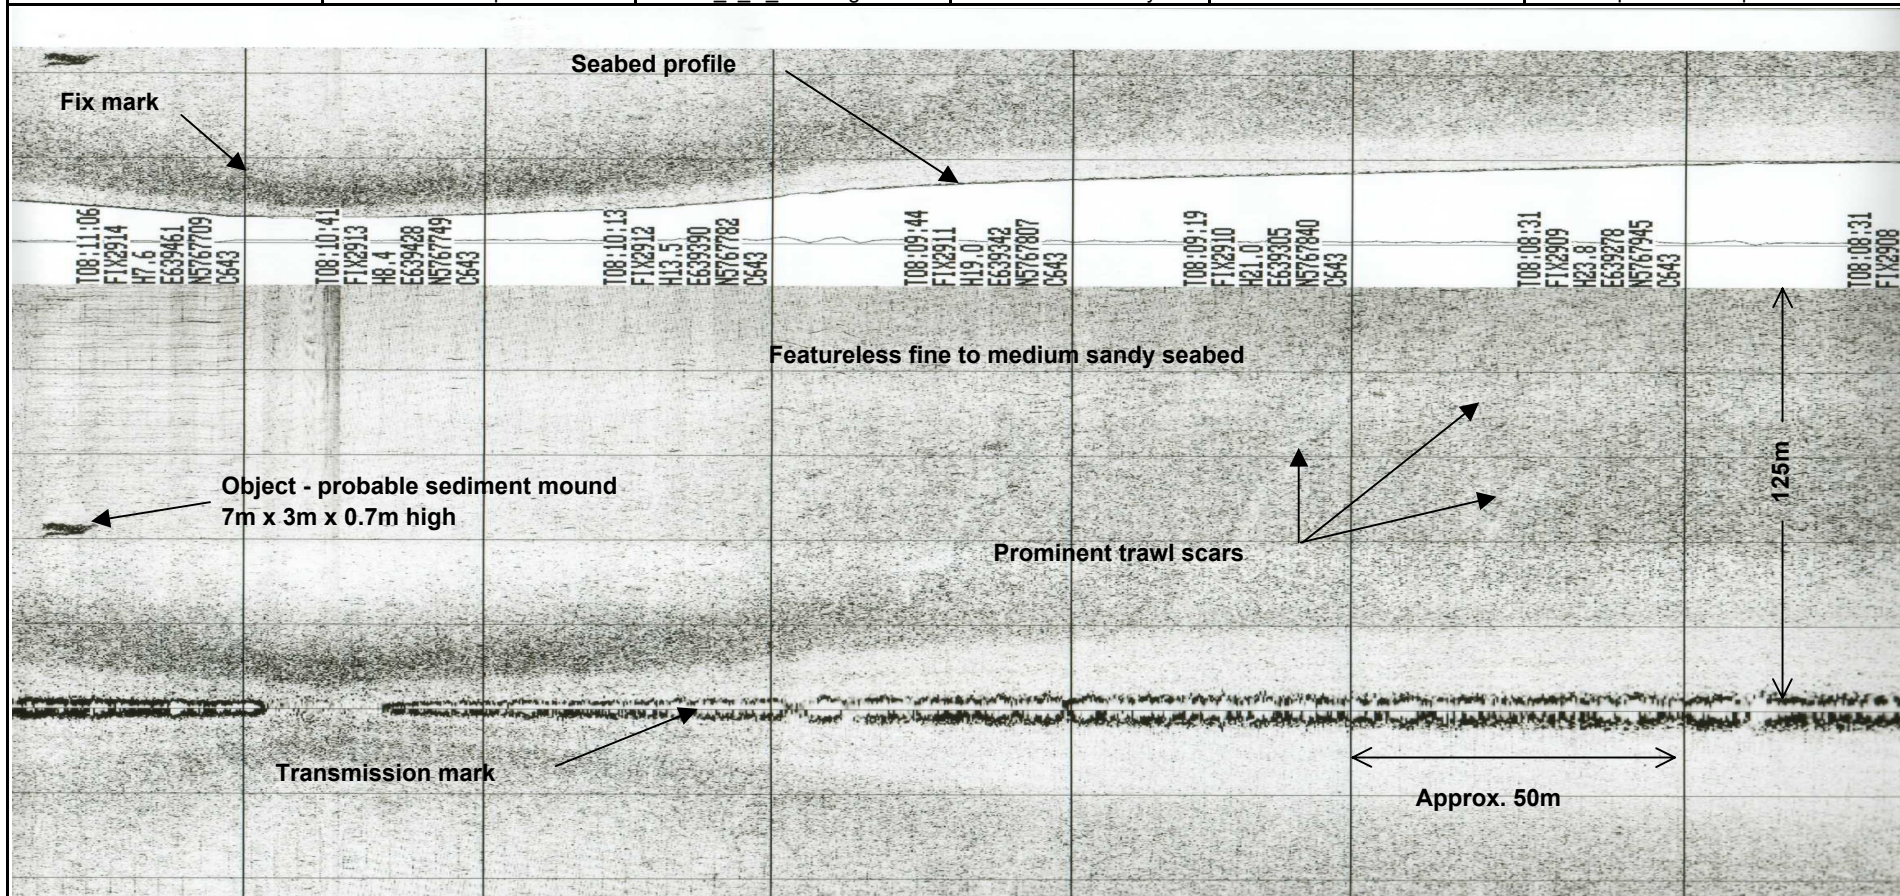 Seabed profile
Fix mark
T08:11:06
FIX2914
H7.6
E639461
N5767709
C643
T08:10:41
FIX2913
H8.4
E639428
N5767749
C643
T08:10:13
FIX2912
H13.5
E639390
N5767782
C643
T08:09:44
FIX2911
H19.0
E639342
N5767807
C643
T08:09:19
FIX2910
H21.0
E639305
N5767840
C643
T08:08:31
FIX2909
H23.8
E639278
N5767945
C643
T08:08:31
FIX2908
Featureless fine to medium sandy seabed
125m
Object - probable sediment mound
7m x 3m x 0.7m high
Prominent trawl scars
Transmission mark
Approx. 50m